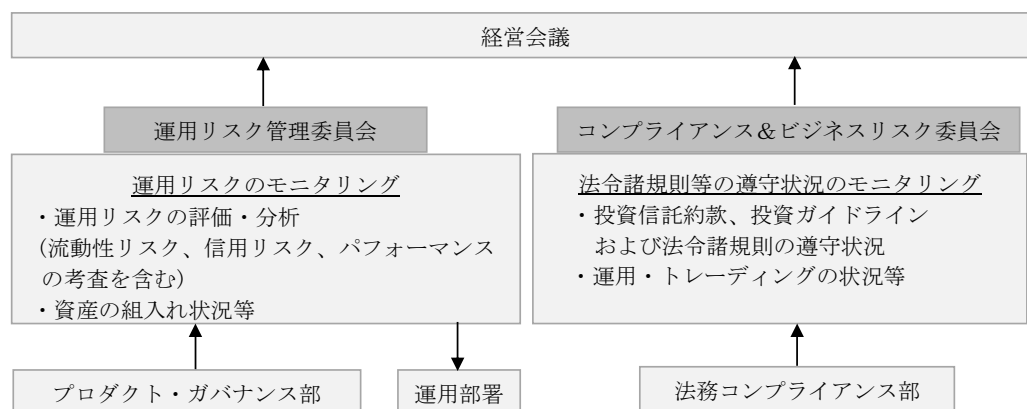 経営会議
運用リスク管理委員会
運用リスクのモニタリング
・運用リスクの評価・分析
(流動性リスク、信用リスク、パフォーマンス
の考査を含む)
・資産の組入れ状況等
プロダクト・ガバナンス部
運用部署
コンプライアンス＆ビジネスリスク委員会
法令諸規則等の遵守状況のモニタリング
・投資信託約款、投資ガイドライン
および法令諸規則の遵守状況
・運用・トレーディングの状況等
法務コンプライアンス部